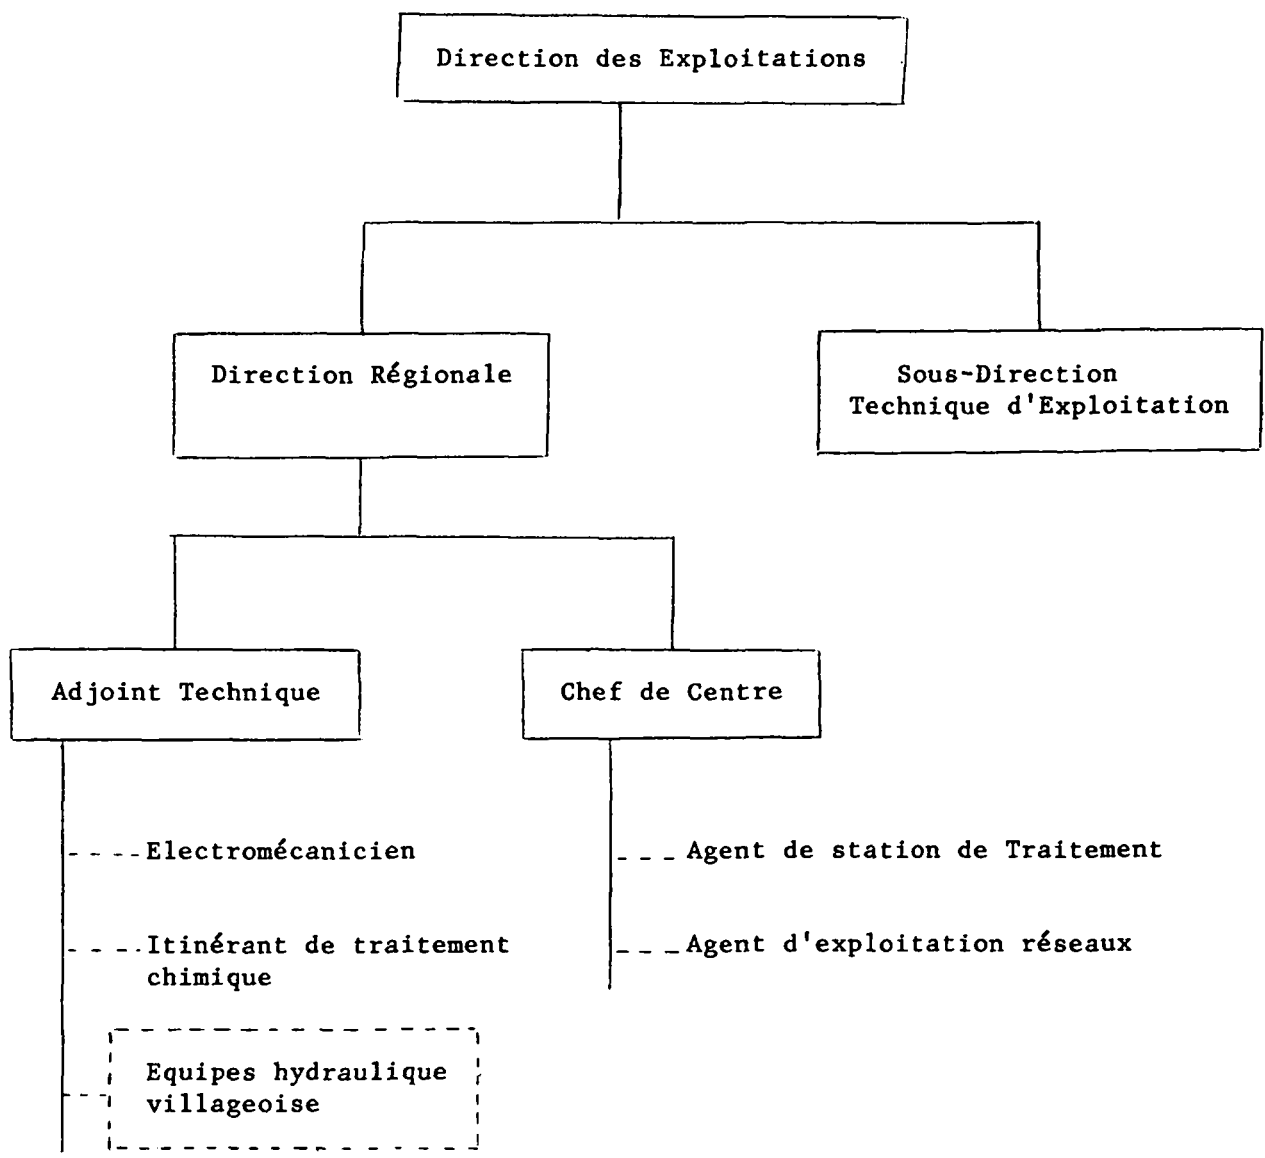 Direction des Exploitations
Direction Régionale
Sous-Direction
Technique d'Exploitation
Adjoint Technique
Chef de Centre
Electromécanicien
Itinérant de traitement
chimique
Equipes hydraulique
villageoise
Agent de station de Traitement
Agent d'exploitation réseaux